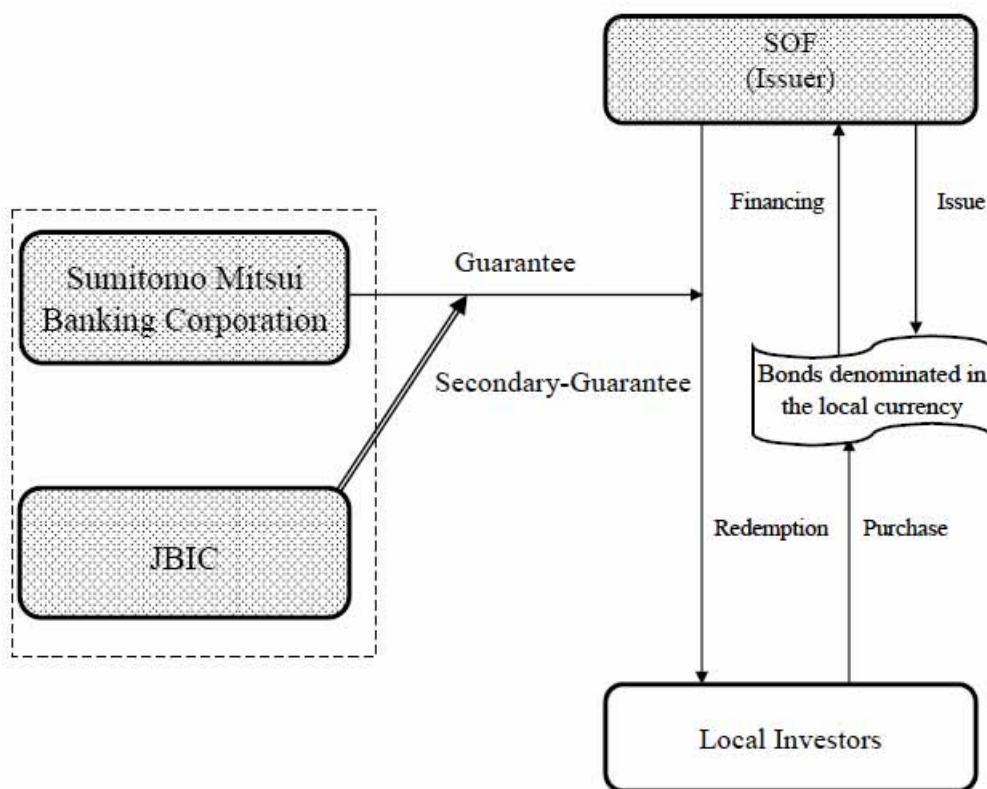 SOF
(Issuer)
Financing
Issue
Sumitomo Mitsui
Banking Corporation
Guarantee
Secondary-Guarantee
Bonds denominated in
the local currency
JBIC
Redemption
Purchase
Local Investors